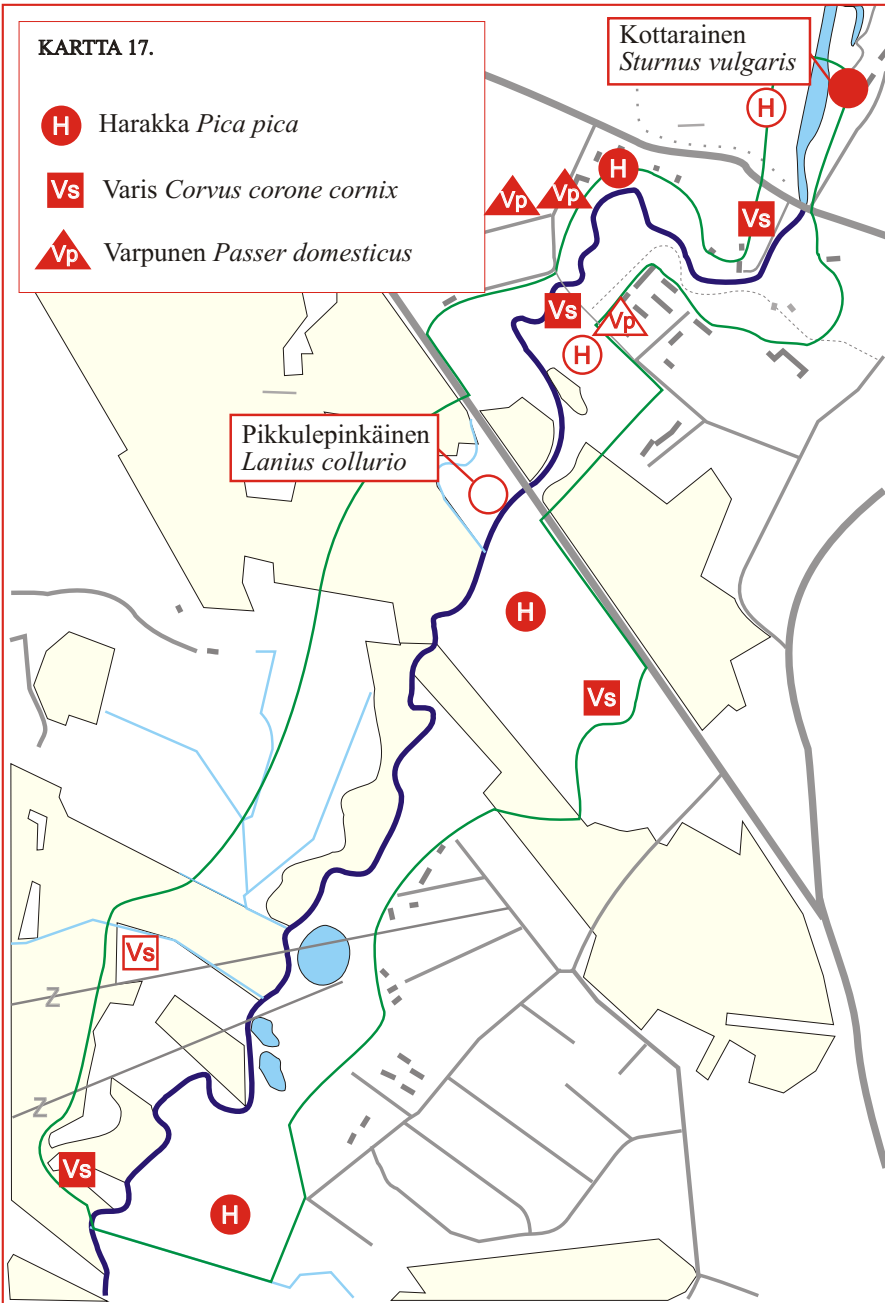 KARTTA 17.
H Harakka Pica pica
Vs Varis Corvus corone cornix
Vp Varpunen Passer domesticus
Kottarainen
Sturnus vulgaris
H
H
Vp
Vp
Vs
Vs
Vp
H
Pikkulepinkäinen
Lanius collurio
H
Vs
Vs
Z
Z
Vs
H